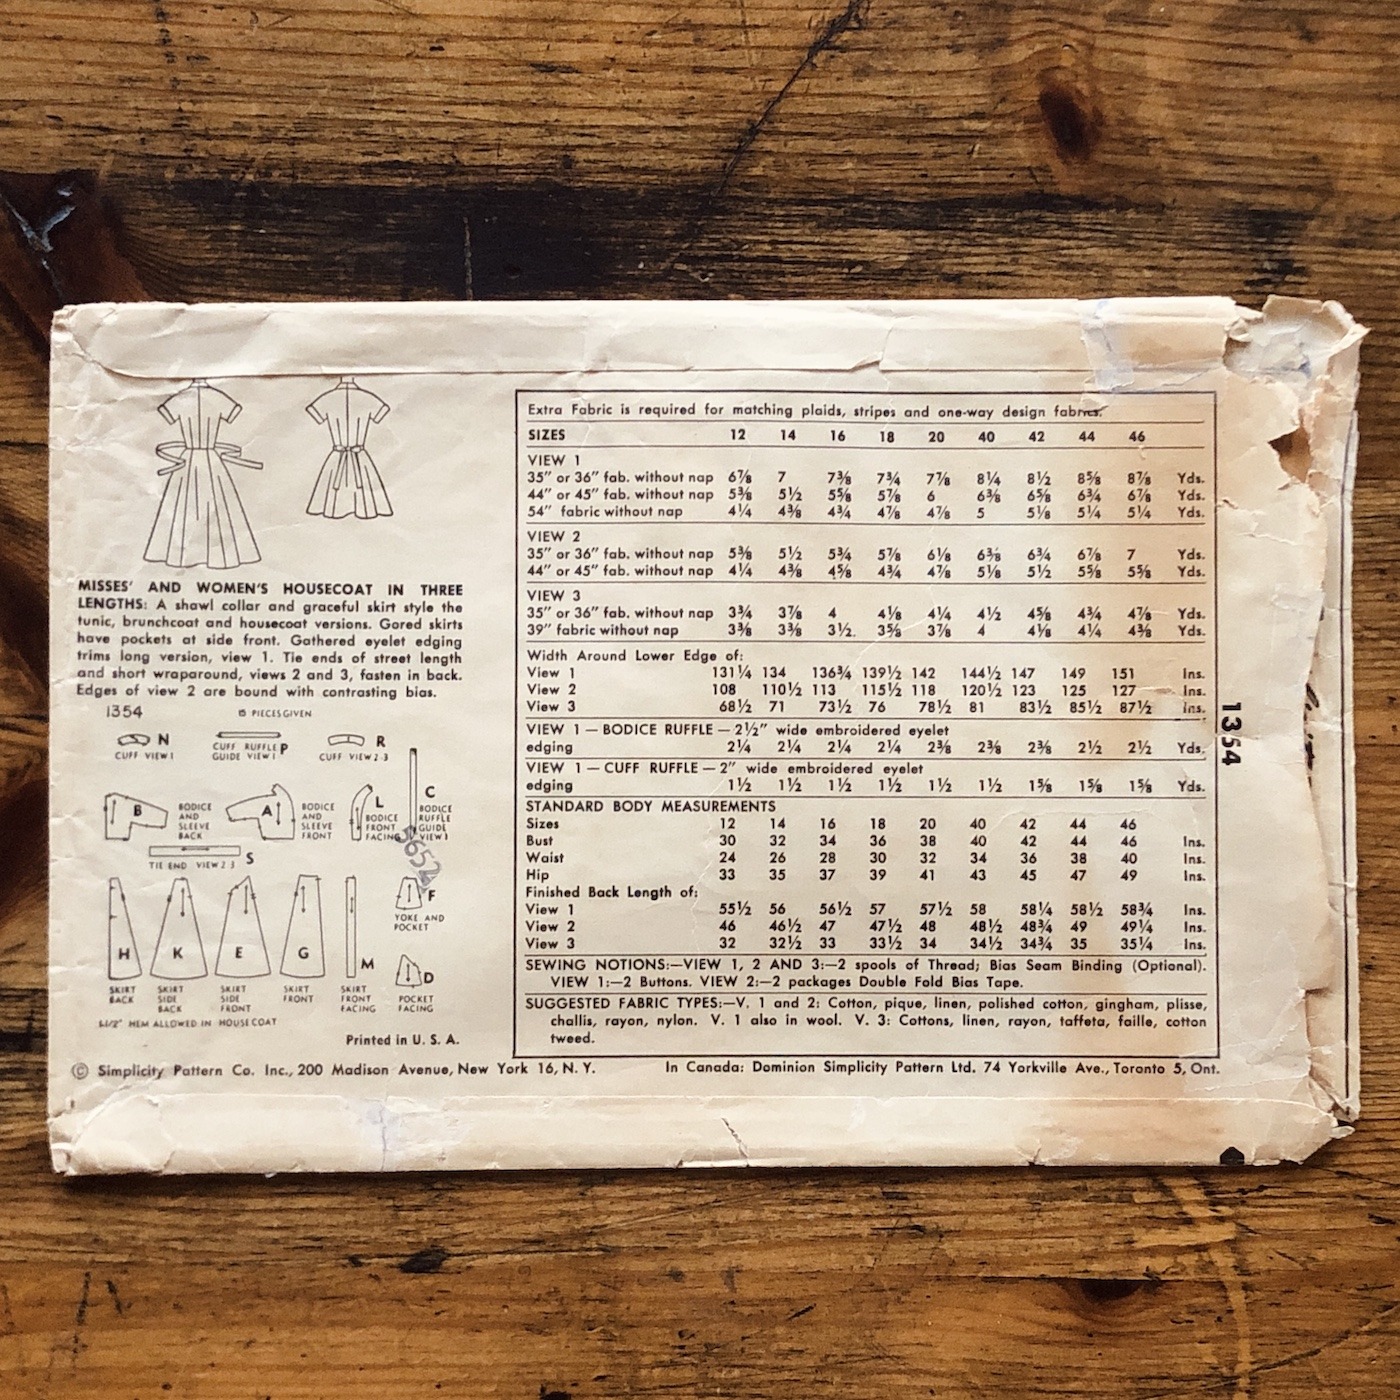 MISSES' AND WOMEN'S HOUSECOAT IN THREE
LENGTHS: A shawl collar and graceful skirt style the
tunic, brunchcoat and housecoat versions. Gored skirts
have pockets at side front. Gathered eyelet edging
trims long version, view 1. Tie ends of street length
and short wraparound, views 2 and 3, fasten in back.
Edges of view 2 are bound with contrasting bias.
1354 15 PIECES GIVEN
N
CUFF VIEW 1
CUFF RUFFLE P
GUIDE VIEW 1
R
CUFF VIEW 2-3
B
BODICE
AND
SLEEVE
BACK
A
BODICE
AND
SLEEVE
FRONT
L
BODICE
FRONT
FACING
C
BODICE
RUFFLE
GUIDE
VIEW 1
TIE END VIEW 2 3 S
5652
H
SKIRT
BACK
K
SKIRT
SIDE
BACK
E
SKIRT
SIDE
FRONT
G
SKIRT
FRONT
M
SKIRT
FRONT
FACING
F
YOKE AND
POCKET
D
POCKET
FACING
HEM ALLOWED IN HOUSECOAT
Printed in U. S. A.
Extra Fabric is required for matching plaids, stripes and one-way design fabrics.
SIZES 12 14 16 18 20 40 42 44 46
VIEW 1
35" or 36" fab. without nap 6⅞ 7 7⅜ 7¾ 7⅞ 8¼ 8½ 8⅝ 8⅞ Yds.
44" or 45" fab. without nap 5⅜ 5½ 5⅝ 5⅞ 6 6⅜ 6⅝ 6¾ 6⅞ Yds.
54" fabric without nap 4¼ 4⅜ 4¾ 4⅞ 4⅞ 5 5⅛ 5¼ 5¼ Yds.
VIEW 2
35" or 36" fab. without nap 5⅜ 5½ 5¾ 5⅞ 6⅛ 6⅜ 6¾ 6⅞ 7 Yds.
44" or 45" fab. without nap 4¼ 4⅜ 4⅝ 4¾ 4⅞ 5⅛ 5½ 5⅝ 5⅝ Yds.
VIEW 3
35" or 36" fab. without nap 3¾ 3⅞ 4 4⅛ 4¼ 4½ 4⅝ 4¾ 4⅞ Yds.
39" fabric without nap 3⅜ 3⅜ 3½ 3⅝ 3⅞ 4 4⅛ 4¼ 4⅜ Yds.
Width Around Lower Edge of:
View 1 131¼ 134 136¾ 139½ 142 144½ 147 149 151 Ins.
View 2 108 110½ 113 115½ 118 120½ 123 125 127 Ins.
View 3 68½ 71 73½ 76 78½ 81 83½ 85½ 87½ Ins.
VIEW 1 — BODICE RUFFLE — 2½" wide embroidered eyelet
edging 2¼ 2¼ 2¼ 2¼ 2⅜ 2⅜ 2⅜ 2½ 2½ Yds.
VIEW 1 — CUFF RUFFLE — 2" wide embroidered eyelet
edging 1½ 1½ 1½ 1½ 1½ 1½ 1⅝ 1⅝ 1⅝ Yds.
STANDARD BODY MEASUREMENTS
Sizes 12 14 16 18 20 40 42 44 46
Bust 30 32 34 36 38 40 42 44 46 Ins.
Waist 24 26 28 30 32 34 36 38 40 Ins.
Hip 33 35 37 39 41 43 45 47 49 Ins.
Finished Back Length of:
View 1 55½ 56 56½ 57 57½ 58 58¼ 58½ 58¾ Ins.
View 2 46 46½ 47 47½ 48 48½ 48¾ 49 49¼ Ins.
View 3 32 32½ 33 33½ 34 34½ 34¾ 35 35¼ Ins.
SEWING NOTIONS:—VIEW 1, 2 AND 3:—2 spools of Thread; Bias Seam Binding (Optional).
VIEW 1:—2 Buttons. VIEW 2:—2 packages Double Fold Bias Tape.
SUGGESTED FABRIC TYPES:—V. 1 and 2: Cotton, pique, linen, polished cotton, gingham, plisse,
challis, rayon, nylon. V. 1 also in wool. V. 3: Cottons, linen, rayon, taffeta, faille, cotton
tweed.
1354
© Simplicity Pattern Co. Inc., 200 Madison Avenue, New York 16, N. Y. In Canada: Dominion Simplicity Pattern Ltd. 74 Yorkville Ave., Toronto 5, Ont.